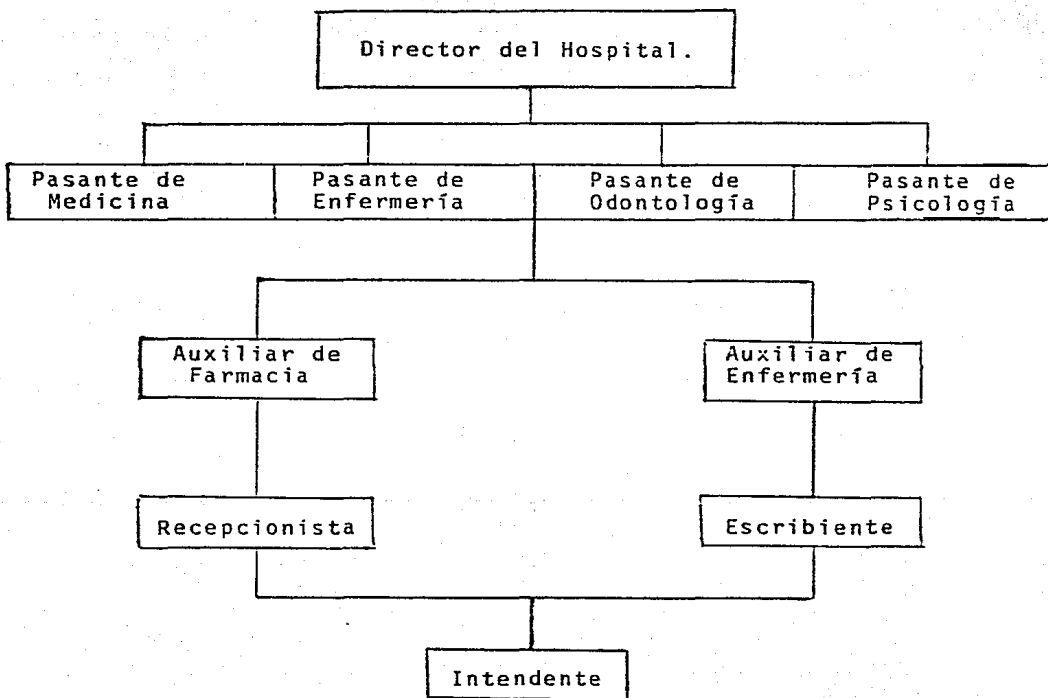 Director del Hospital.
Pasante de
Medicina
Pasante de
Enfermería
Pasante de
Odontología
Pasante de
Psicología
Auxiliar de
Farmacia
Auxiliar de
Enfermería
Recepcionista
Escribiente
Intendente